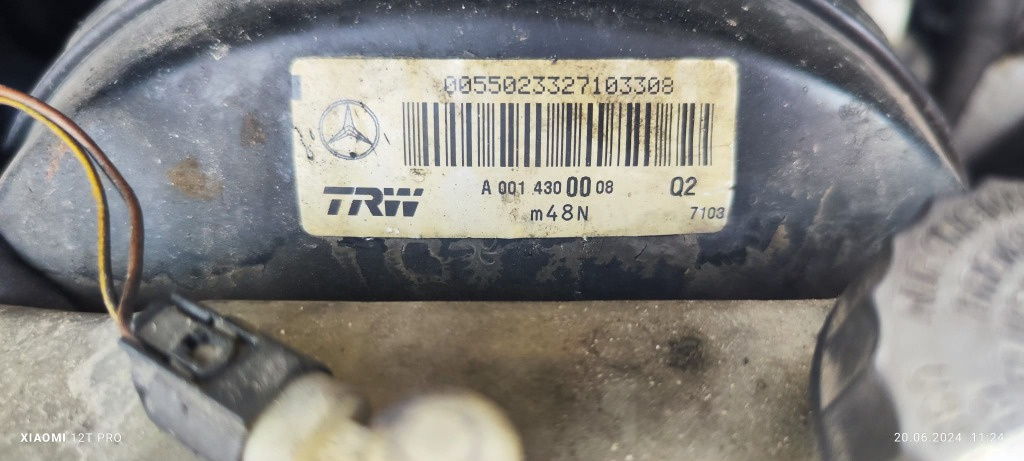 0055023327103308
A 001 430 00 08 Q2
TRW
m48N
7103
XIAOMI 12T PRO
20.06.2024 11:24